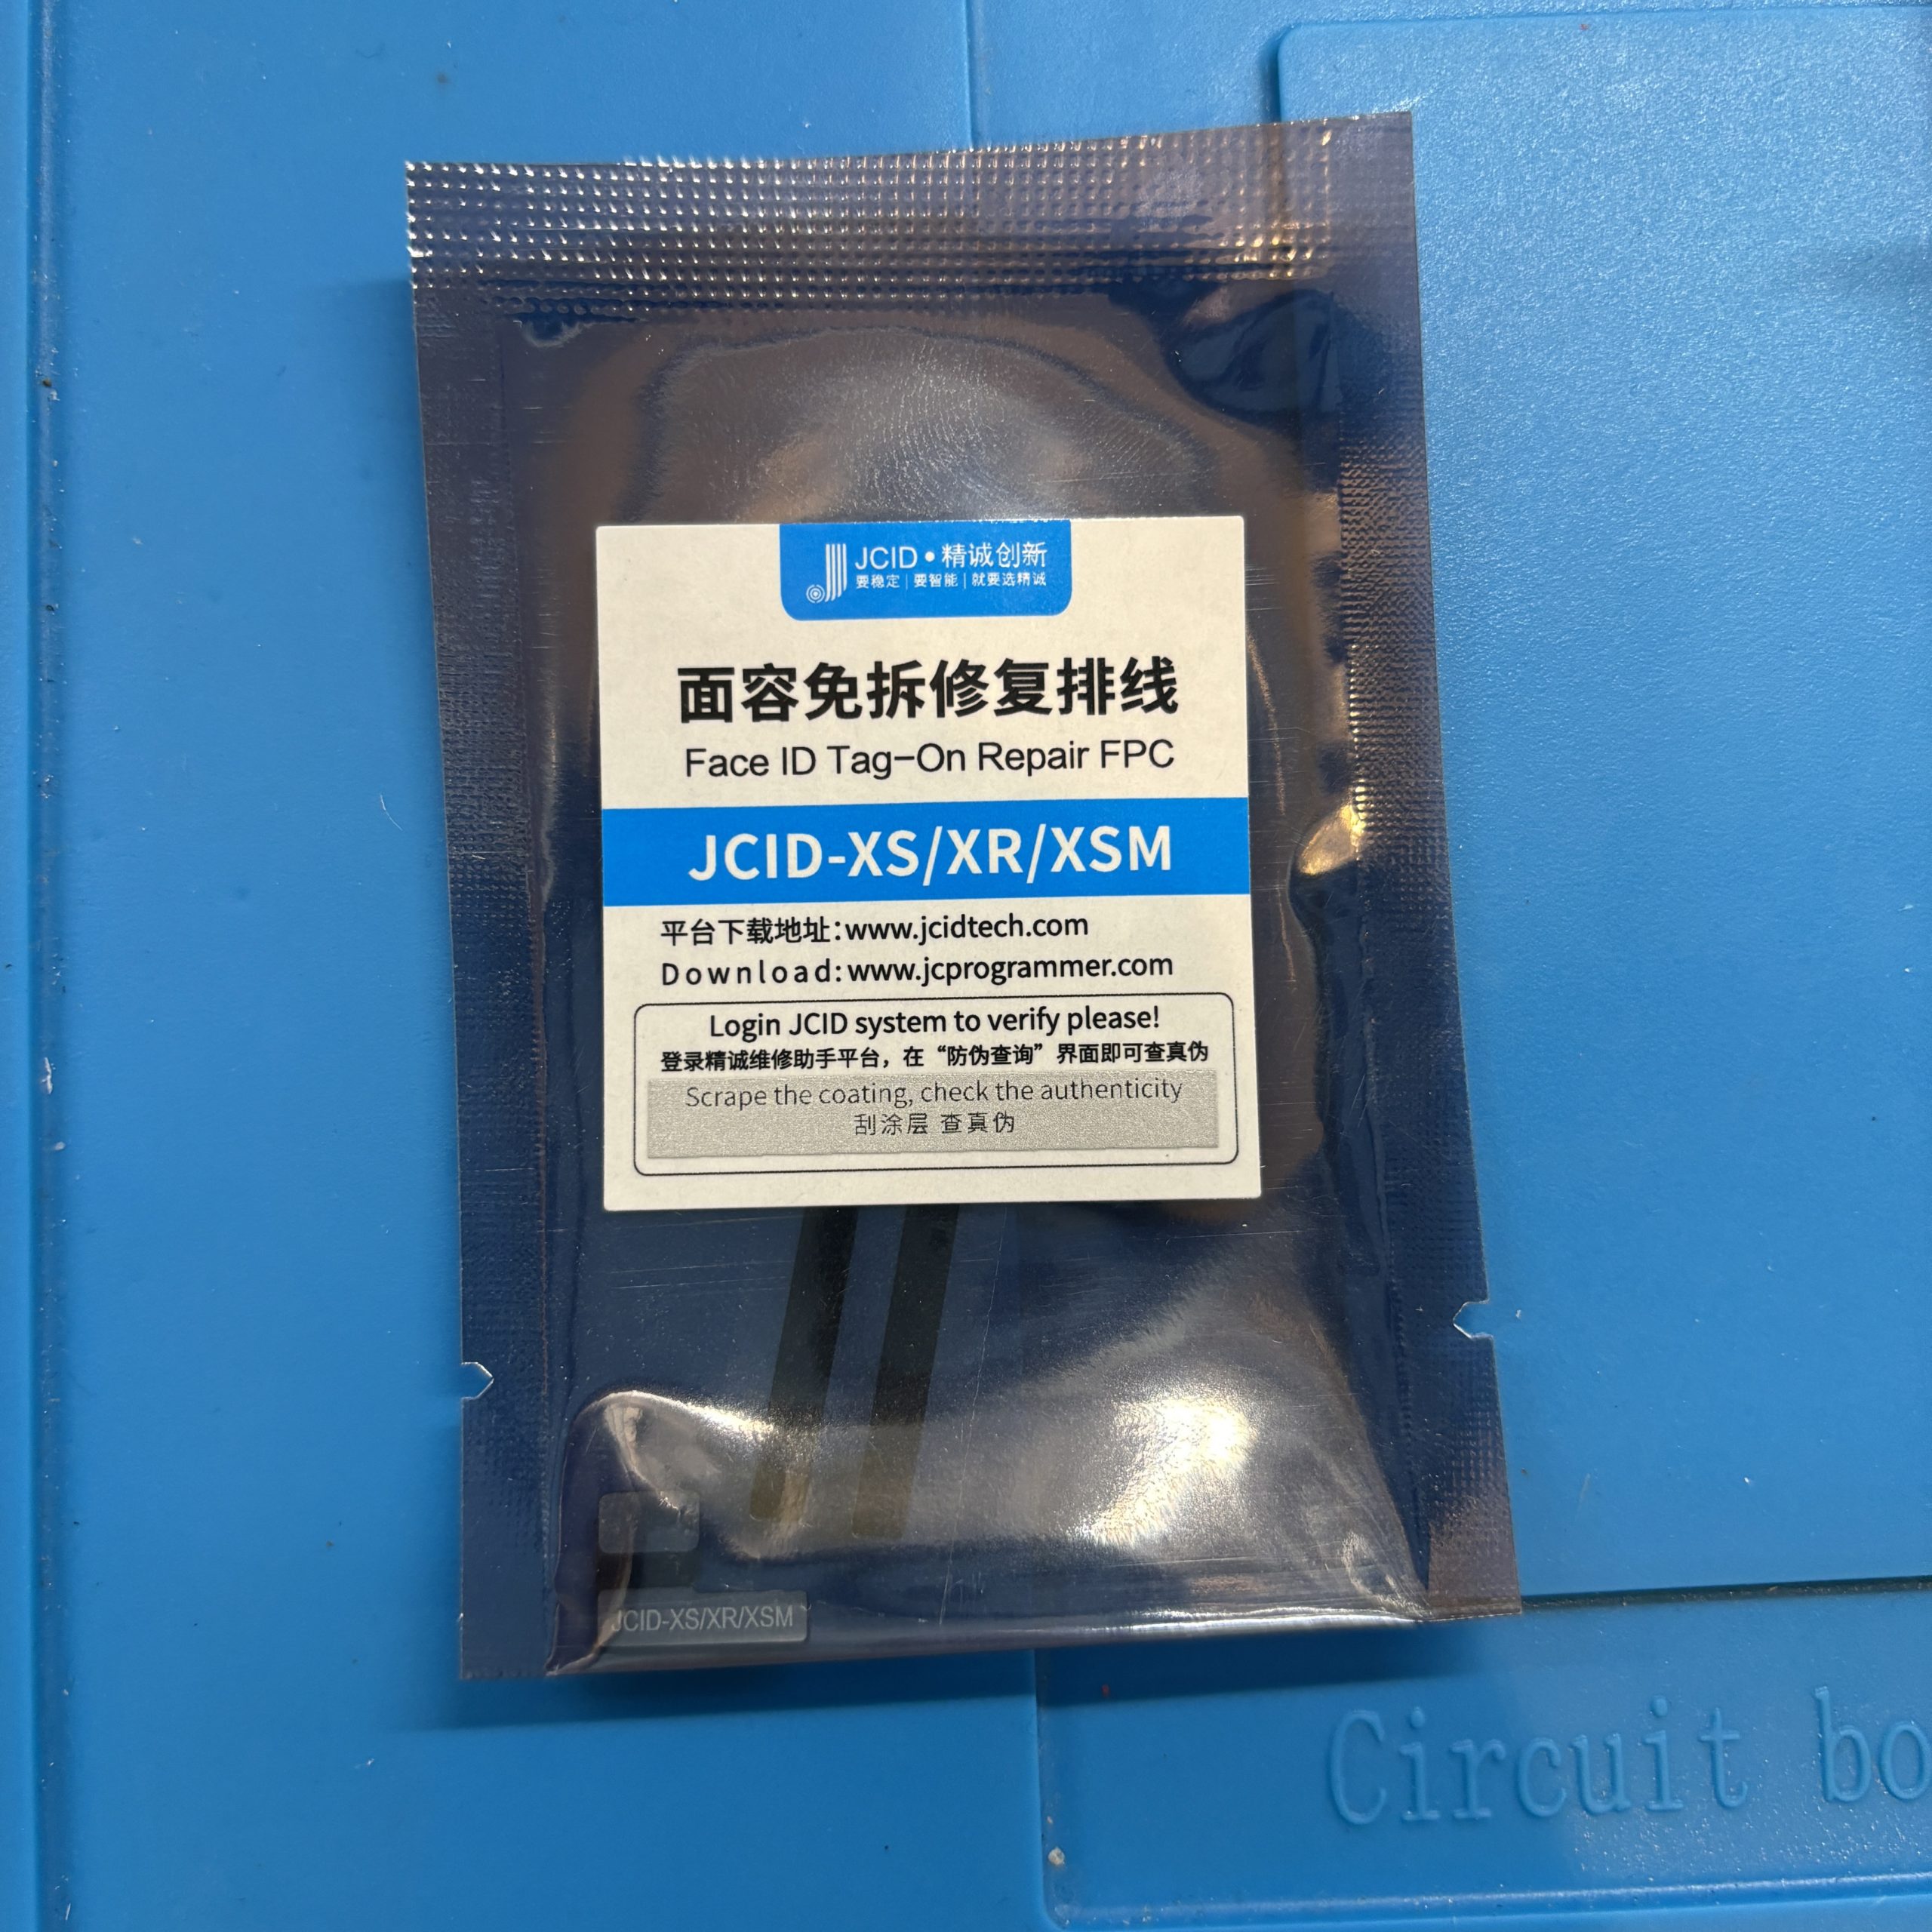 JCID•精诚创新
要稳定|要智能|就要选精诚
面容免拆修复排线
Face ID Tag-On Repair FPC
JCID-XS/XR/XSM
平台下载地址:www.jcidtech.com
Download:www.jcprogrammer.com
Login JCID system to verify please!
登录精诚维修助手平台，在“防伪查询”界面即可查真伪
Scrape the coating, check the authenticity
刮涂层 查真伪
JCID-XS/XR/XSM
Circuit bo